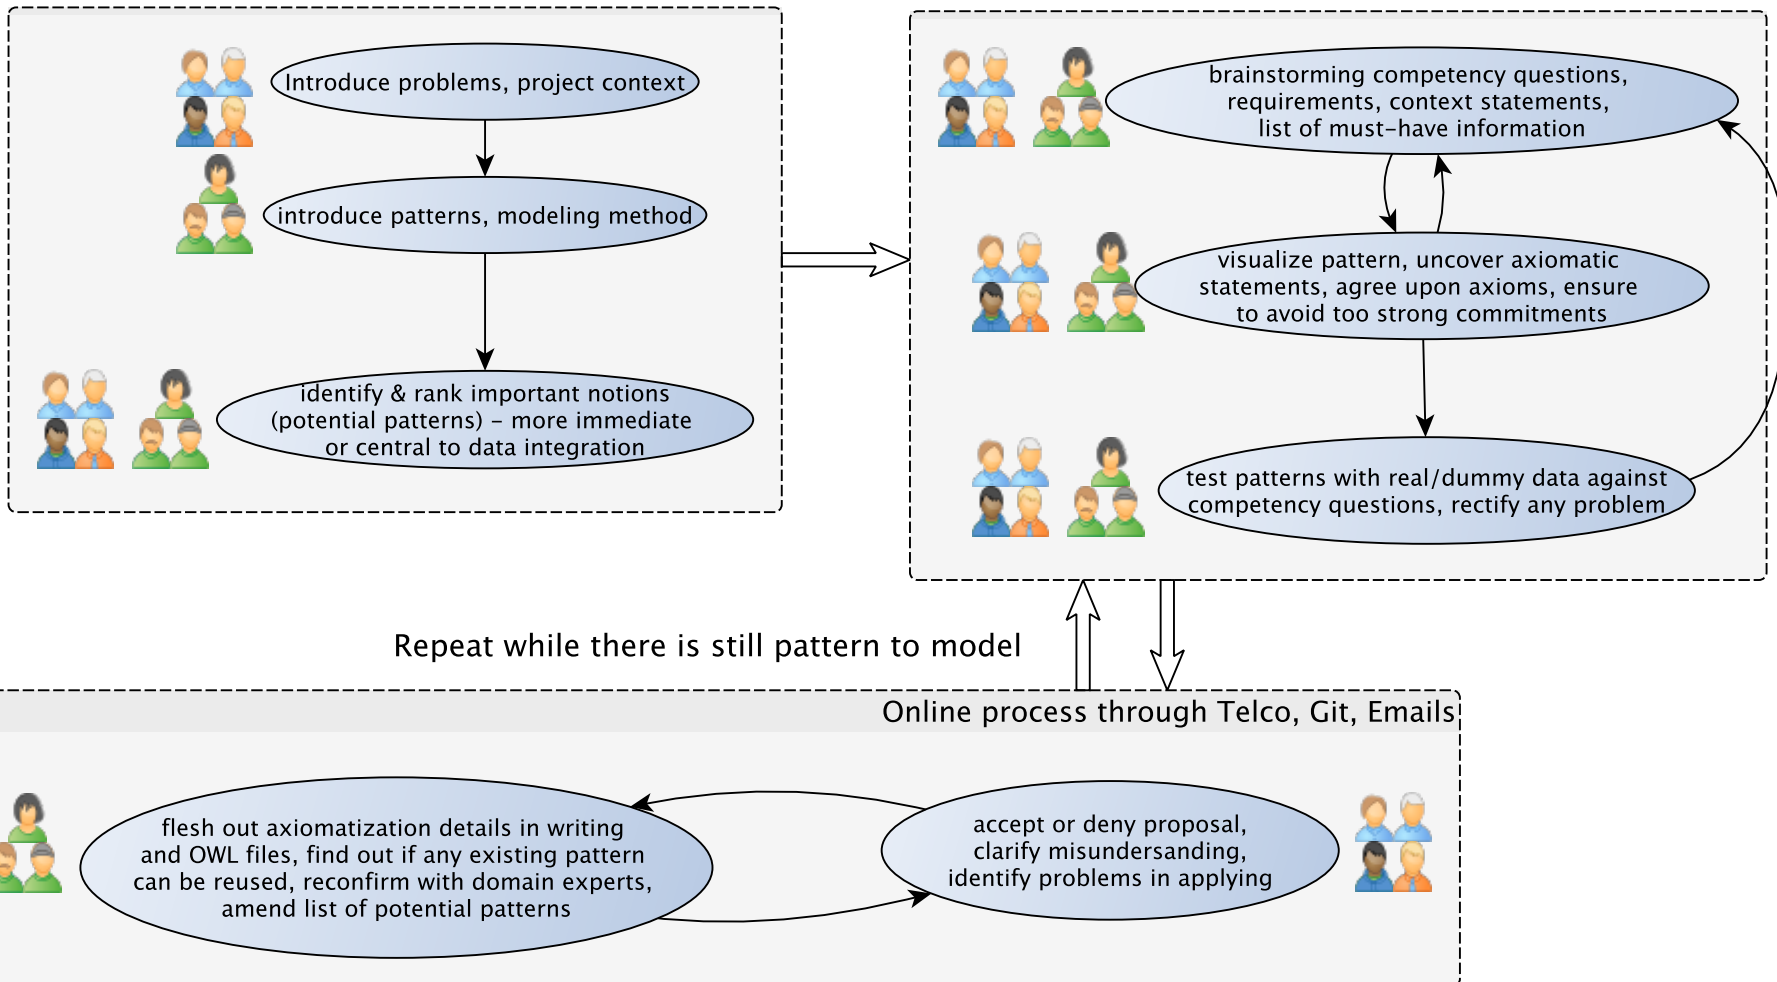 Introduce problems, project context
introduce patterns, modeling method
identify & rank important notions
(potential patterns) – more immediate
or central to data integration
brainstorming competency questions,
requirements, context statements,
list of must-have information
visualize pattern, uncover axiomatic
statements, agree upon axioms, ensure
to avoid too strong commitments
test patterns with real/dummy data against
competency questions, rectify any problem
Repeat while there is still pattern to model
Online process through Telco, Git, Emails
flesh out axiomatization details in writing
and OWL files, find out if any existing pattern
can be reused, reconfirm with domain experts,
amend list of potential patterns
accept or deny proposal,
clarify misundersanding,
identify problems in applying